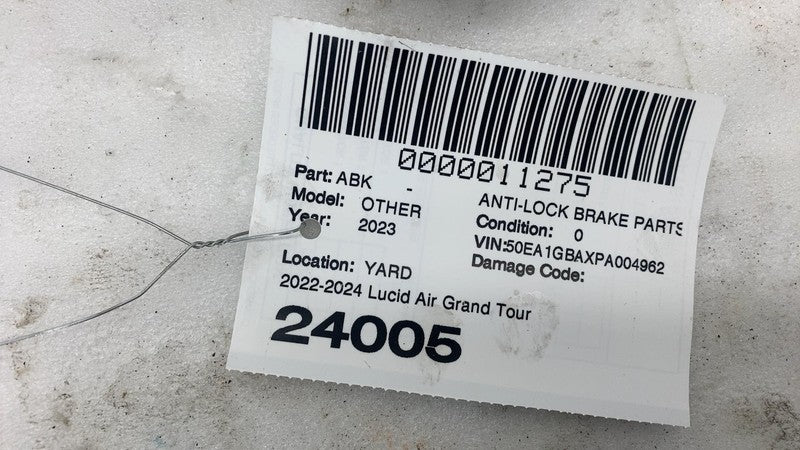 0000011275
Part: ABK - ANTI-LOCK BRAKE PARTS
Model: OTHER Condition: 0
Year: 2023 VIN:50EA1GBAXPA004962
Damage Code:
Location: YARD
2022-2024 Lucid Air Grand Tour
24005